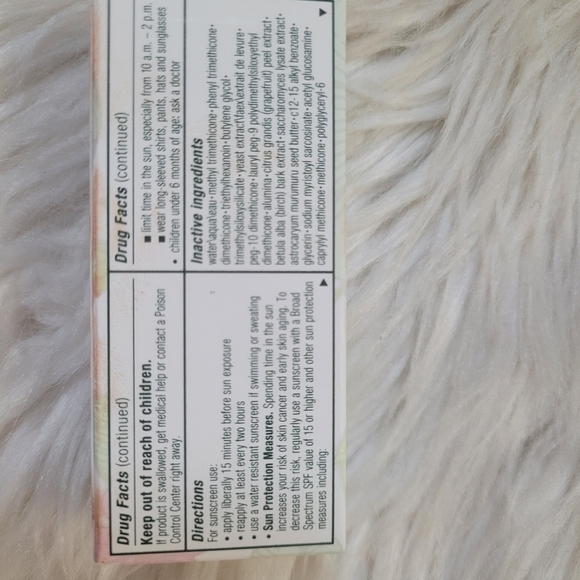 Drug Facts (continued)
Keep out of reach of children.
If product is swallowed, get medical help or contact a Poison
Control Center right away.
Directions
For sunscreen use:
• apply liberally 15 minutes before sun exposure
• reapply at least every two hours
• use a water resistant sunscreen if swimming or sweating
• Sun Protection Measures. Spending time in the sun
increases your risk of skin cancer and early skin aging. To
decrease this risk, regularly use a sunscreen with a Broad
Spectrum SPF value of 15 or higher and other sun protection
measures including:
Drug Facts (continued)
■ limit time in the sun, especially from 10 a.m. – 2 p.m.
■ wear long-sleeved shirts, pants, hats and sunglasses
• children under 6 months of age: ask a doctor
Inactive ingredients
water\aqua\eau • methyl trimethicone • phenyl trimethicone •
dimethicone • triethylhexanoin • butylene glycol •
trimethylsiloxysilicate • yeast extract\faex\extrait de levure •
peg-10 dimethicone • lauryl peg-9 polydimethylsiloxyethyl
dimethicone • alumina • citrus grandis (grapefruit) peel extract •
betula alba (birch) bark extract • saccharomyces lysate extract •
astrocaryum murumuru seed butter • c12-15 alkyl benzoate •
glycerin • sodium myristoyl sarcosinate • acetyl glucosamine •
caprylyl methicone • methicone • polyglyceryl-6